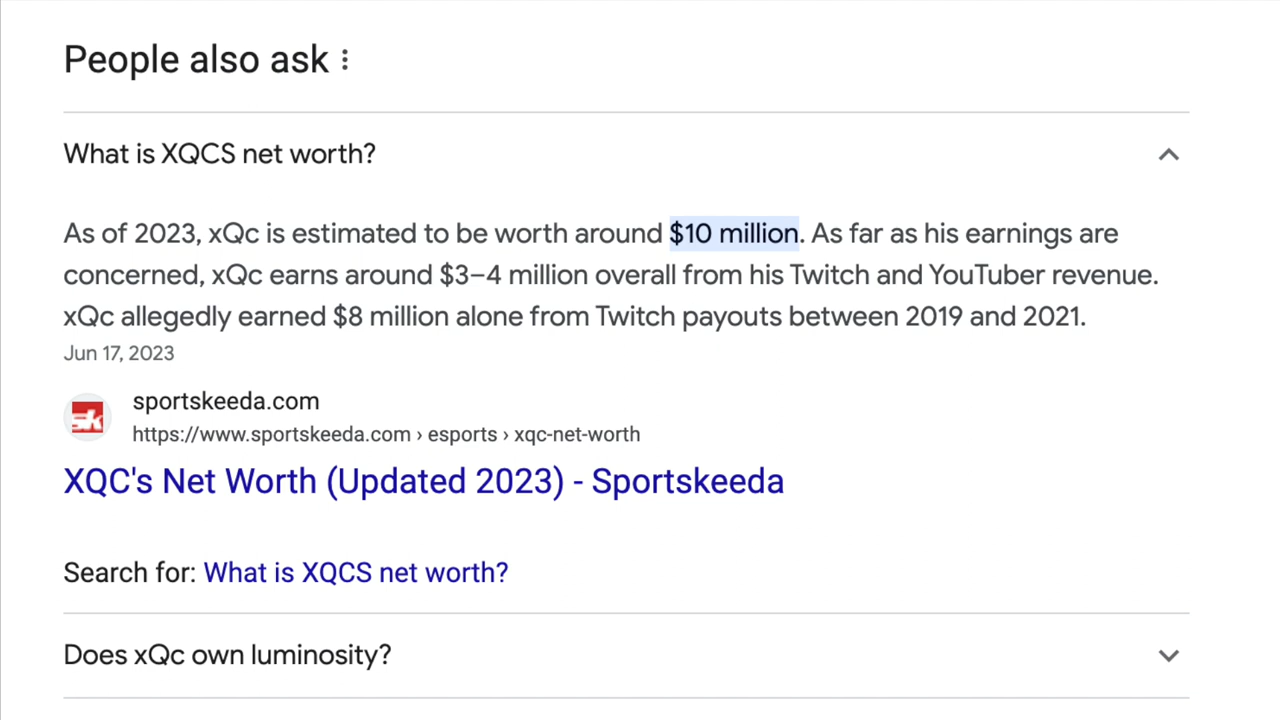 People also ask
What is XQCS net worth?
As of 2023, xQc is estimated to be worth around $10 million. As far as his earnings are
concerned, xQc earns around $3–4 million overall from his Twitch and YouTuber revenue.
xQc allegedly earned $8 million alone from Twitch payouts between 2019 and 2021.
Jun 17, 2023
sk
sportskeeda.com
https://www.sportskeeda.com › esports › xqc-net-worth
XQC's Net Worth (Updated 2023) - Sportskeeda
Search for: What is XQCS net worth?
Does xQc own luminosity?